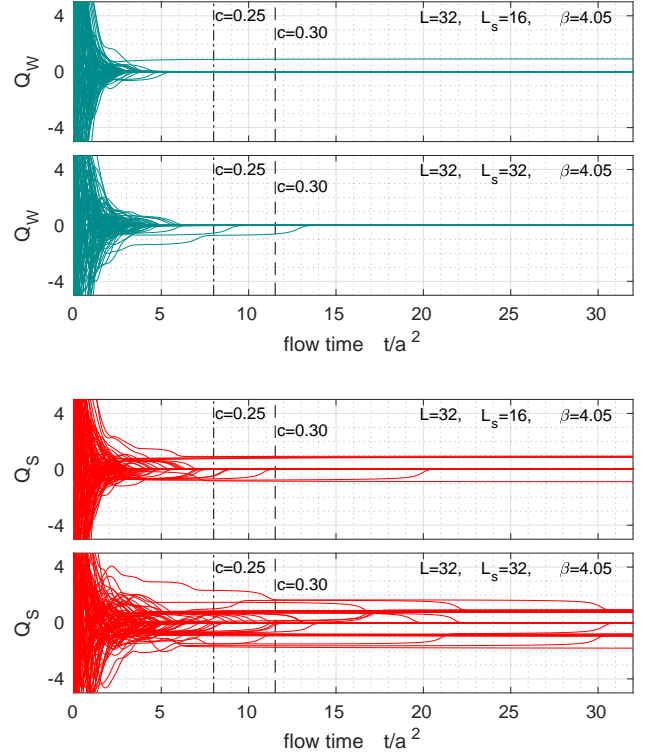 4
c=0.25
L=32, L_s=16, β=4.05
c=0.30
Q_W
0
-4
4
c=0.25
L=32, L_s=32, β=4.05
c=0.30
Q_W
0
-4
0 5 10 15 20 25 30
flow time t/a^2
4
c=0.25
L=32, L_s=16, β=4.05
c=0.30
Q_S
0
-4
4
c=0.25
L=32, L_s=32, β=4.05
c=0.30
Q_S
0
-4
0 5 10 15 20 25 30
flow time t/a^2